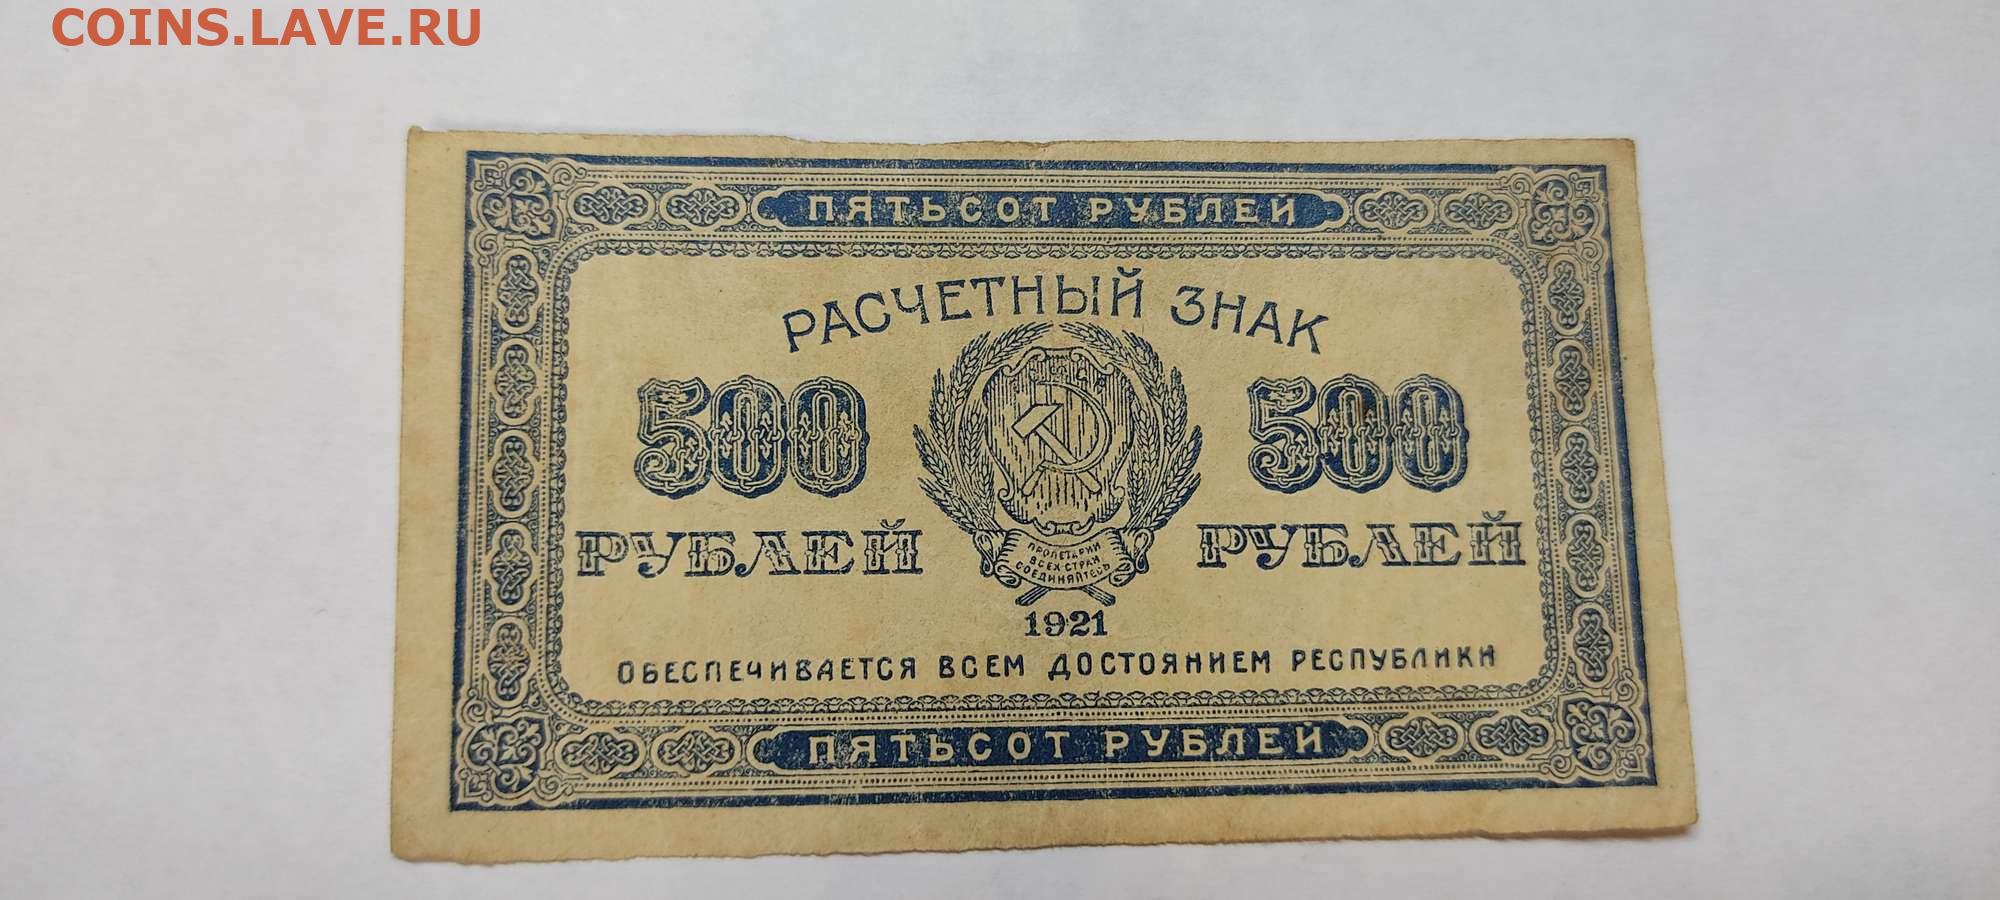 COINS.LAVE.RU
ПЯТЬСОТ РУБЛЕЙ
РАСЧЕТНЫЙ ЗНАК
500 500
РУБЛЕЙ РУБЛЕЙ
ПРОЛЕТАРИИ
ВСЕХ СТРАН
СОЕДИНЯЙТЕСЬ
1921
ОБЕСПЕЧИВАЕТСЯ ВСЕМ ДОСТОЯНИЕМ РЕСПУБЛИКИ
ПЯТЬСОТ РУБЛЕЙ